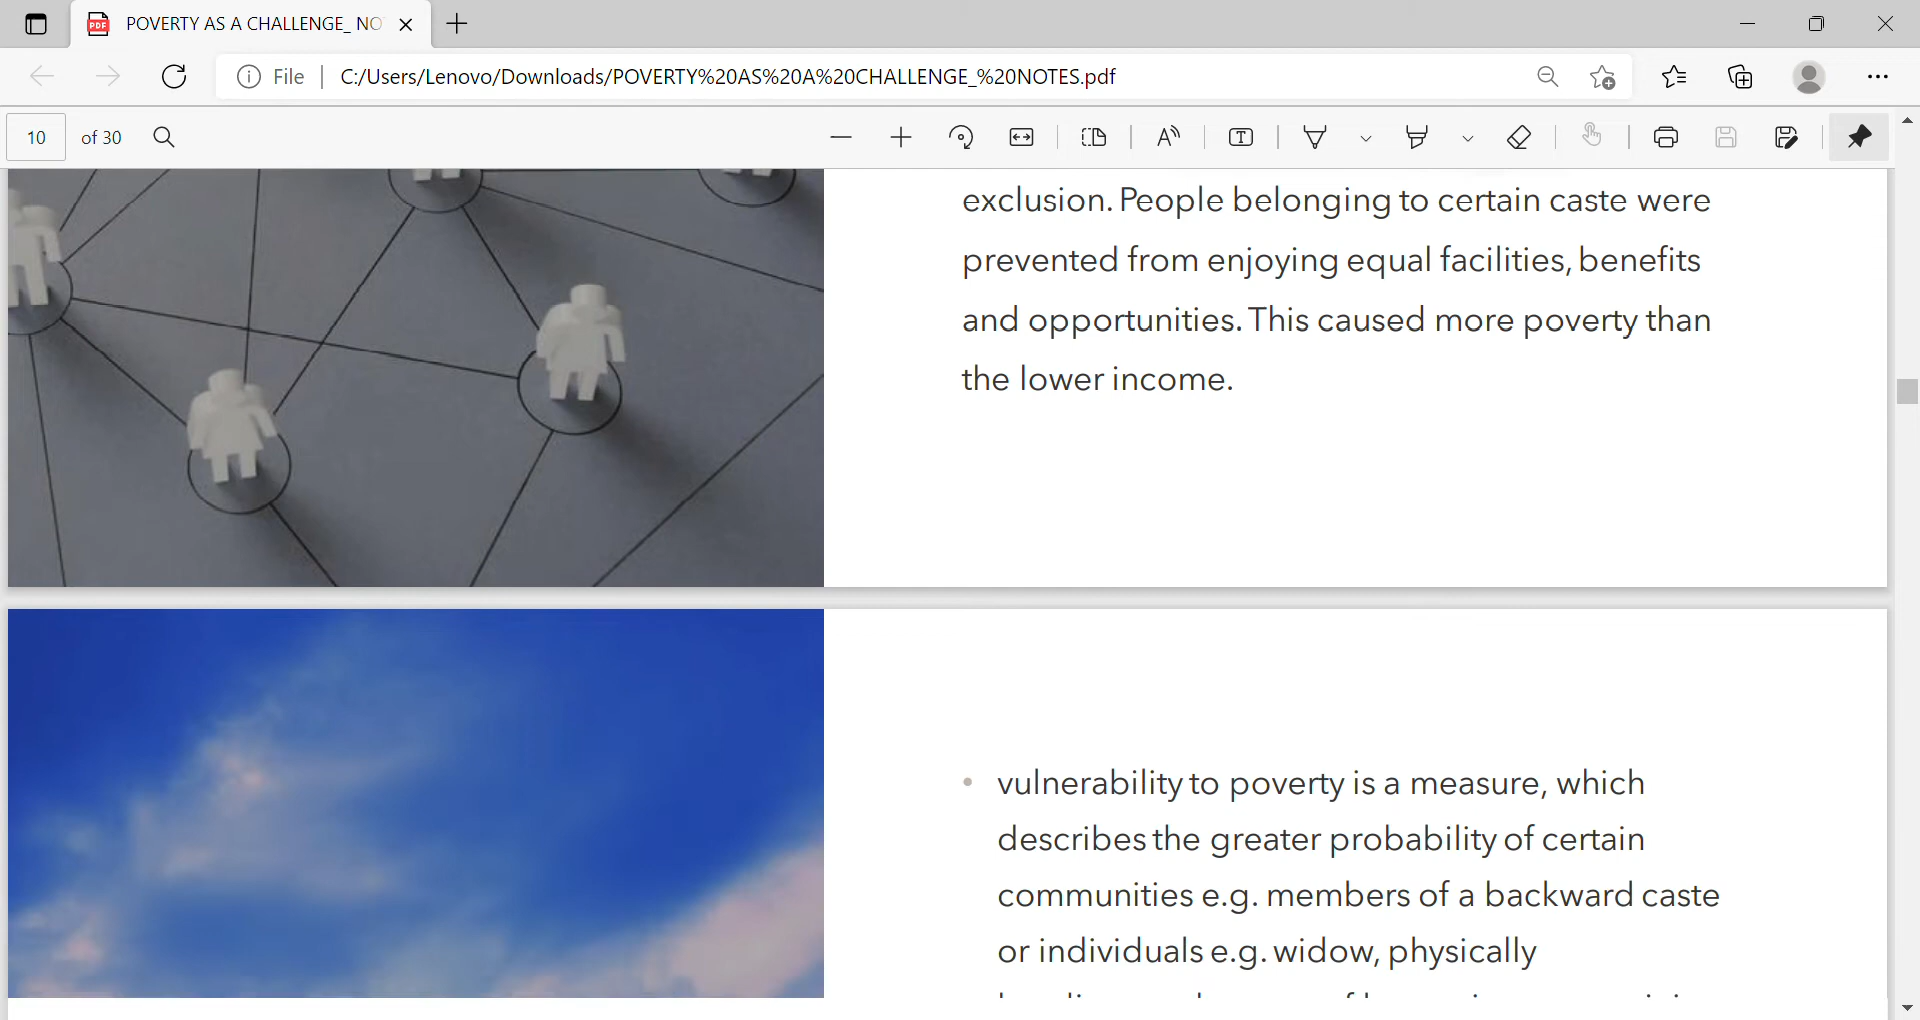 POVERTY AS A CHALLENGE_ NO
File
C:/Users/Lenovo/Downloads/POVERTY%20AS%20A%20CHALLENGE_%20NOTES.pdf
10 of 30
exclusion. People belonging to certain caste were
prevented from enjoying equal facilities, benefits
and opportunities. This caused more poverty than
the lower income.
• vulnerability to poverty is a measure, which
describes the greater probability of certain
communities e.g. members of a backward caste
or individuals e.g. widow, physically